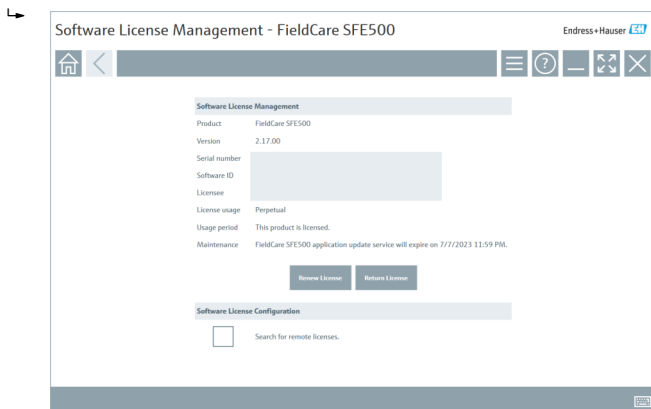 Software License Management - FieldCare SFE500
Endress+Hauser EH
Software License Management
Product FieldCare SFE500
Version 2.17.00
Serial number
Software ID
Licensee
License usage Perpetual
Usage period This product is licensed.
Maintenance FieldCare SFE500 application update service will expire on 7/7/2023 11:59 PM.
Renew License Return License
Software License Configuration
Search for remote licenses.